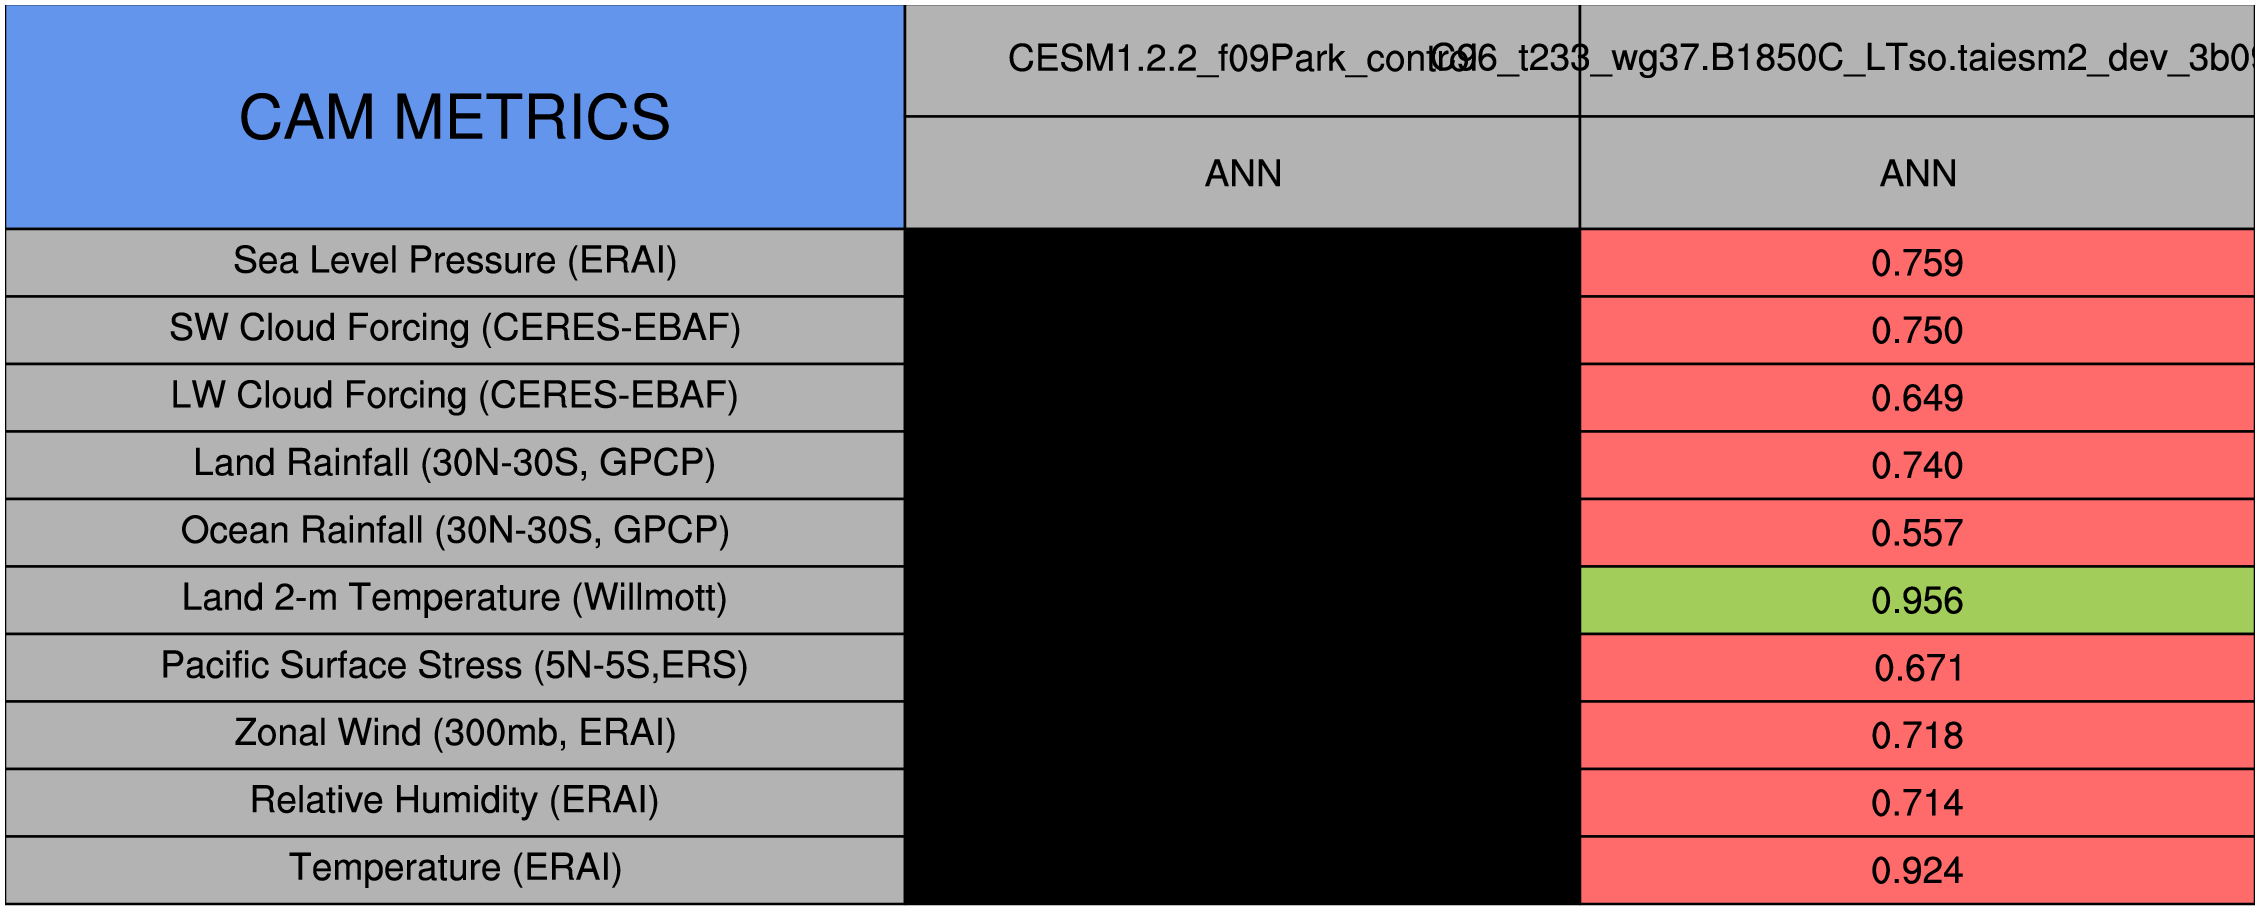 CAM METRICS
CESM1.2.2_f09Park_control
C96_t233_wg37.B1850C_LTso.taiesm2_dev_3b09
ANN ANN
Sea Level Pressure (ERAI) 0.759
SW Cloud Forcing (CERES-EBAF) 0.750
LW Cloud Forcing (CERES-EBAF) 0.649
Land Rainfall (30N-30S, GPCP) 0.740
Ocean Rainfall (30N-30S, GPCP) 0.557
Land 2-m Temperature (Willmott) 0.956
Pacific Surface Stress (5N-5S,ERS) 0.671
Zonal Wind (300mb, ERAI) 0.718
Relative Humidity (ERAI) 0.714
Temperature (ERAI) 0.924